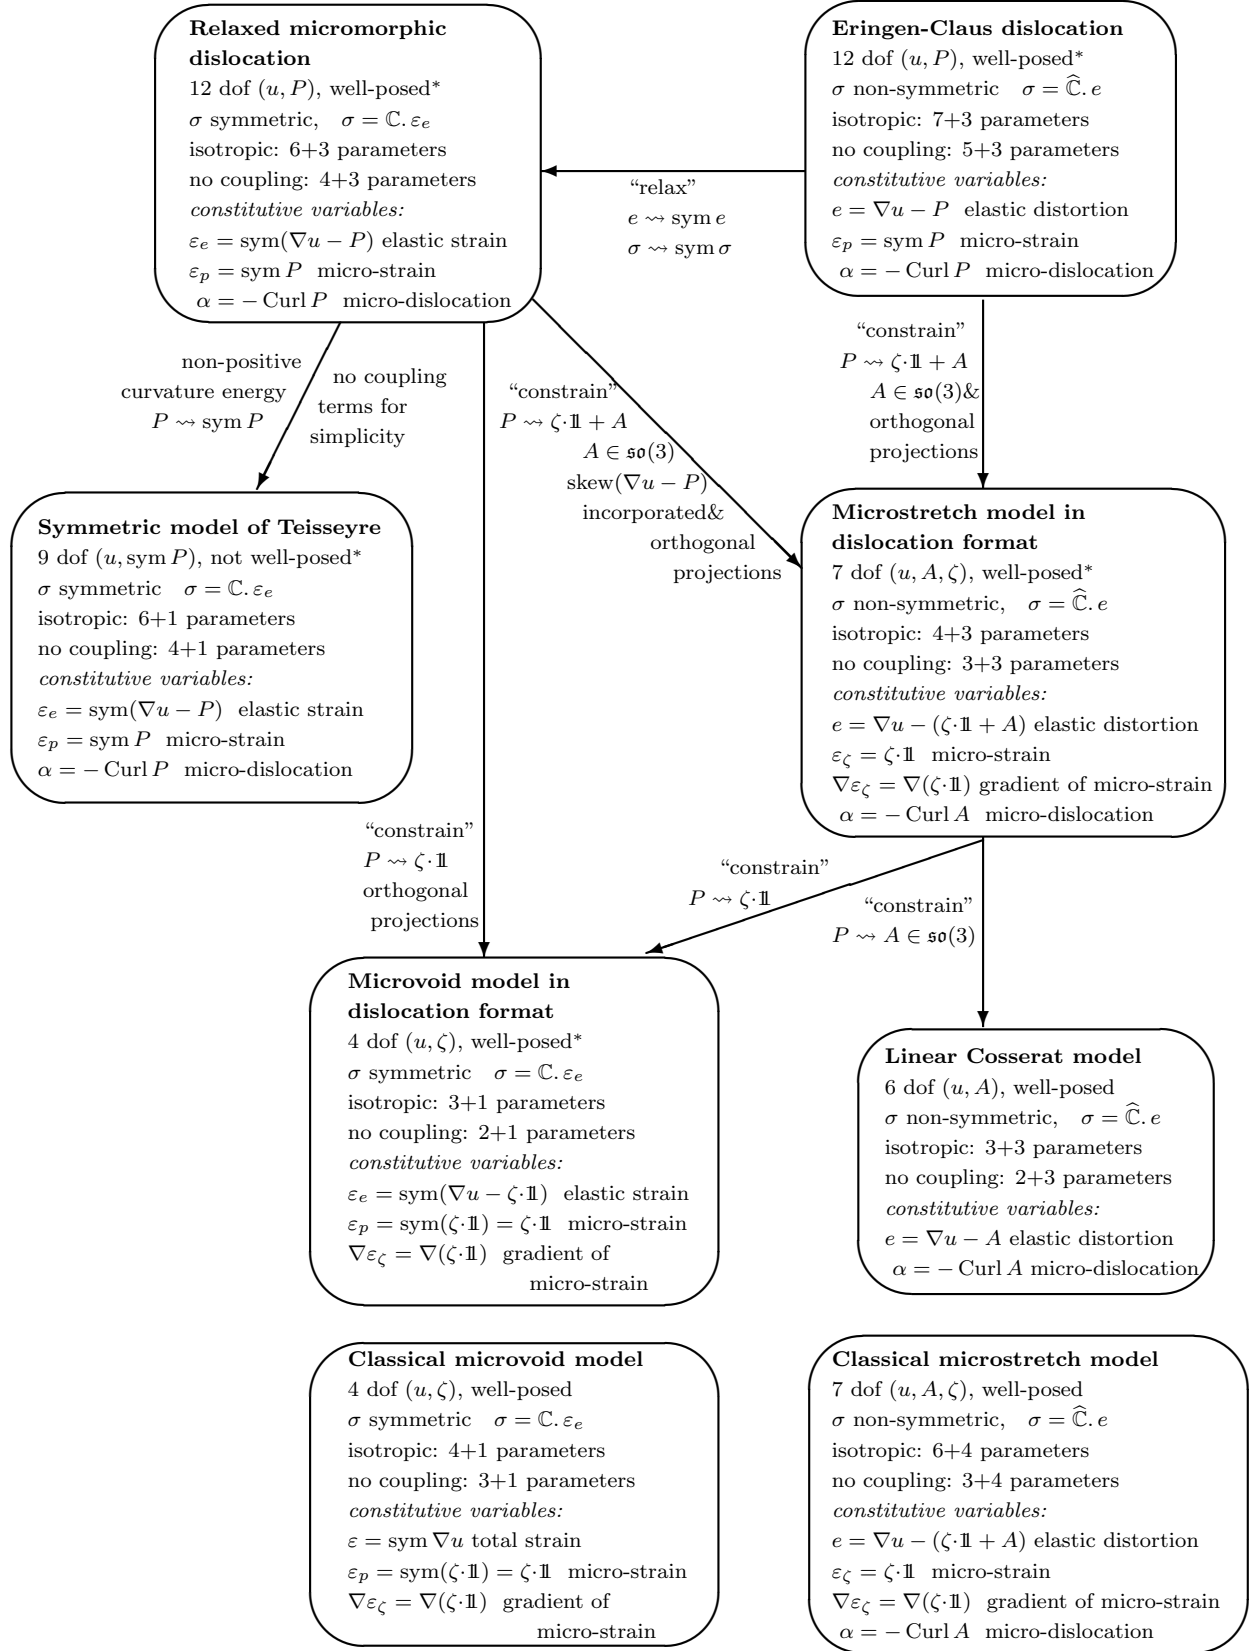 Relaxed micromorphic
dislocation
12 dof (u, P), well-posed*
σ symmetric, σ = ℂ. ε_e
isotropic: 6+3 parameters
no coupling: 4+3 parameters
constitutive variables:
ε_e = sym(∇u − P) elastic strain
ε_p = sym P micro-strain
α = − Curl P micro-dislocation
Eringen-Claus dislocation
12 dof (u, P), well-posed*
σ non-symmetric σ = ℂ̂. e
isotropic: 7+3 parameters
no coupling: 5+3 parameters
constitutive variables:
e = ∇u − P elastic distortion
ε_p = sym P micro-strain
α = − Curl P micro-dislocation
“relax”
e ⇝ sym e
σ ⇝ sym σ
non-positive
curvature energy
P ⇝ sym P
no coupling
terms for
simplicity
“constrain”
P ⇝ ζ·𝟙 + A
A ∈ 𝔰𝔬(3)
skew(∇u − P)
incorporated&
orthogonal
projections
“constrain”
P ⇝ ζ·𝟙 + A
A ∈ 𝔰𝔬(3)&
orthogonal
projections
Symmetric model of Teisseyre
9 dof (u, sym P), not well-posed*
σ symmetric σ = ℂ. ε_e
isotropic: 6+1 parameters
no coupling: 4+1 parameters
constitutive variables:
ε_e = sym(∇u − P) elastic strain
ε_p = sym P micro-strain
α = − Curl P micro-dislocation
Microstretch model in
dislocation format
7 dof (u, A, ζ), well-posed*
σ non-symmetric, σ = ℂ̂. e
isotropic: 4+3 parameters
no coupling: 3+3 parameters
constitutive variables:
e = ∇u − (ζ·𝟙 + A) elastic distortion
ε_ζ = ζ·𝟙 micro-strain
∇ε_ζ = ∇(ζ·𝟙) gradient of micro-strain
α = − Curl A micro-dislocation
“constrain”
P ⇝ ζ·𝟙
orthogonal
projections
“constrain”
P ⇝ ζ·𝟙
“constrain”
P ⇝ A ∈ 𝔰𝔬(3)
Microvoid model in
dislocation format
4 dof (u, ζ), well-posed*
σ symmetric σ = ℂ. ε_e
isotropic: 3+1 parameters
no coupling: 2+1 parameters
constitutive variables:
ε_e = sym(∇u − ζ·𝟙) elastic strain
ε_p = sym(ζ·𝟙) = ζ·𝟙 micro-strain
∇ε_ζ = ∇(ζ·𝟙) gradient of
micro-strain
Linear Cosserat model
6 dof (u, A), well-posed
σ non-symmetric, σ = ℂ̂. e
isotropic: 3+3 parameters
no coupling: 2+3 parameters
constitutive variables:
e = ∇u − A elastic distortion
α = − Curl A micro-dislocation
Classical microvoid model
4 dof (u, ζ), well-posed
σ symmetric σ = ℂ. ε_e
isotropic: 4+1 parameters
no coupling: 3+1 parameters
constitutive variables:
ε = sym ∇u total strain
ε_p = sym(ζ·𝟙) = ζ·𝟙 micro-strain
∇ε_ζ = ∇(ζ·𝟙) gradient of
micro-strain
Classical microstretch model
7 dof (u, A, ζ), well-posed
σ non-symmetric, σ = ℂ̂. e
isotropic: 6+4 parameters
no coupling: 3+4 parameters
constitutive variables:
e = ∇u − (ζ·𝟙 + A) elastic distortion
ε_ζ = ζ·𝟙 micro-strain
∇ε_ζ = ∇(ζ·𝟙) gradient of micro-strain
α = − Curl A micro-dislocation